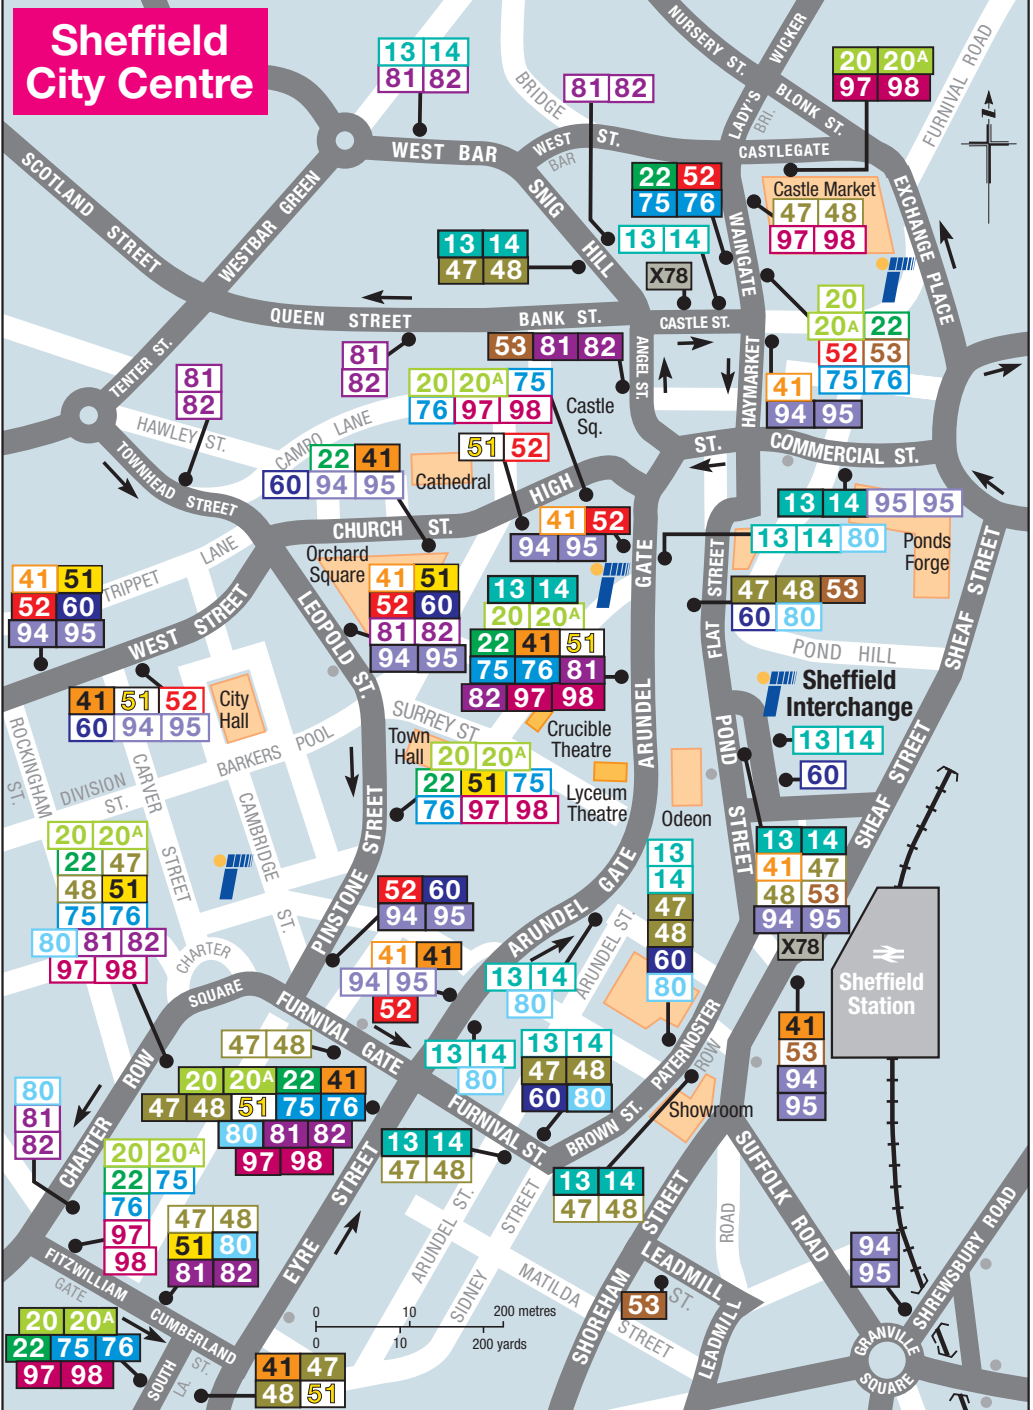 Sheffield
City Centre
13 14
81 82
81 82
20 20A
97 98
NURSERY ST.
WICKER
LADY'S
BRI.
BLONK ST.
FURNIVAL ROAD
n
BRIDGE
ST.
WEST BAR
WEST
BAR
CASTLEGATE
SCOTLAND
STREET
WESTBAR GREEN
SNIG
HILL
22 52
75 76
13 14
X78
Castle Market
47 48
97 98
WAINGATE
EXCHANGE PLACE
13 14
47 48
QUEEN STREET
BANK ST.
CASTLE ST.
20
20A 22
52 53
75 76
TENTER ST.
81
82
81
82
53 81 82
ANGEL ST.
HAYMARKET
41
94 95
20 20A 75
76 97 98
Castle
Sq.
HAWLEY ST.
CAMPO LANE
51 52
22 41
60 94 95
Cathedral
ST.
COMMERCIAL ST.
TOWNHEAD STREET
HIGH
CHURCH ST.
41 52
94 95
13 14 95 95
13 14 80
Ponds
Forge
Orchard
Square
TRIPPET
LANE
41 51
52 60
94 95
41 51
52 60
81 82
94 95
13 14
20 20A
22 41 51
75 76 81
82 97 98
GATE
FLAT
STREET
47 48 53
60 80
SHEAF STREET
WEST STREET
LEOPOLD
ST.
POND HILL
41 51 52
60 94 95
City
Hall
Sheffield
Interchange
13 14
60
SURREY ST.
Town
Hall
20 20A
22 51 75
76 97 98
Crucible
Theatre
Lyceum
Theatre
ARUNDEL
POND
STREET
Odeon
ROCKINGHAM
ST.
DIVISION
ST.
BARKERS POOL
CARVER
STREET
CAMBRIDGE
ST.
SHEAF STREET
20 20A
22 47
48 51
75 76
80 81 82
97 98
PINSTONE
STREET
13
14
47
48
60
80
13 14
41 47
48 53
94 95
X78
GATE
52 60
94 95
ARUNDEL
ARUNDEL ST.
Sheffield
Station
CHARTER
SQUARE
41 41
94 95
52
13 14
80
FURNIVAL
GATE
41
53
94
95
47 48
13 14
80
13 14
47 48
60 80
PATERNOSTER
ROW
20 20A 22 41
47 48 51 75 76
80 81 82
97 98
CHARTER
ROW
80
81
82
FURNIVAL ST.
BROWN ST.
Showroom
13 14
47 48
13 14
47 48
20 20A
22 75
76
97
98
47 48
51 80
81 82
EYRE
STREET
ARUNDEL ST.
SIDNEY
STREET
MATILDA
STREET
SHOREHAM
STREET
ROAD
SUFFOLK
ROAD
94
95
SHREWSBURY ROAD
LEADMILL
ST.
53
LEADMILL
FITZWILLIAM
GATE
CUMBERLAND
ST.
20 20A
22 75 76
97 98
SOUTH
LA.
0 10 200 metres
0 10 200 yards
41 47
48 51
GRANVILLE
SQUARE